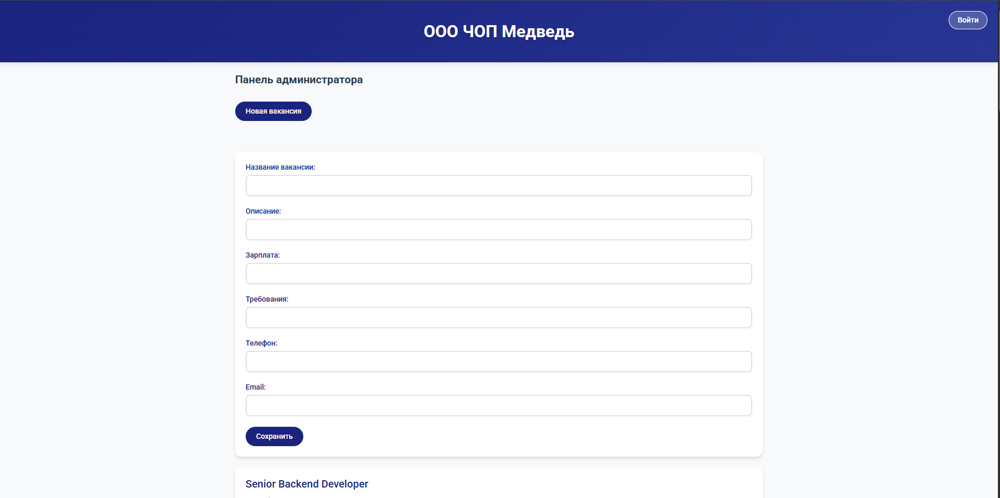 ООО ЧОП Медведь
Войти
Панель администратора
Новая вакансия
Название вакансии:
Описание:
Зарплата:
Требования:
Телефон:
Email:
Сохранить
Senior Backend Developer